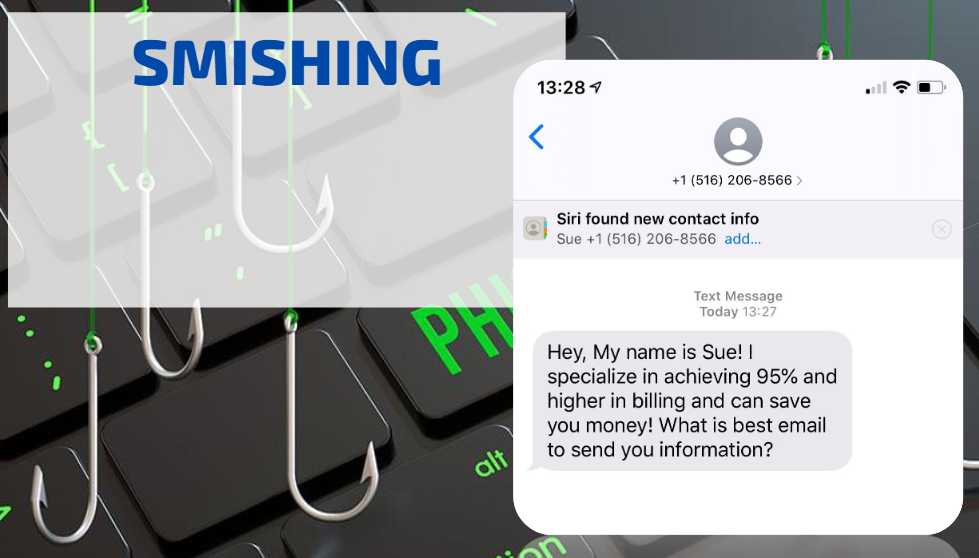 SMISHING
13:28
+1 (516) 206-8566 >
Siri found new contact info
Sue +1 (516) 206-8566 add...
Text Message
Today 13:27
Hey, My name is Sue! I
specialize in achieving 95% and
higher in billing and can save
you money! What is best email
to send you information?
PH
alt